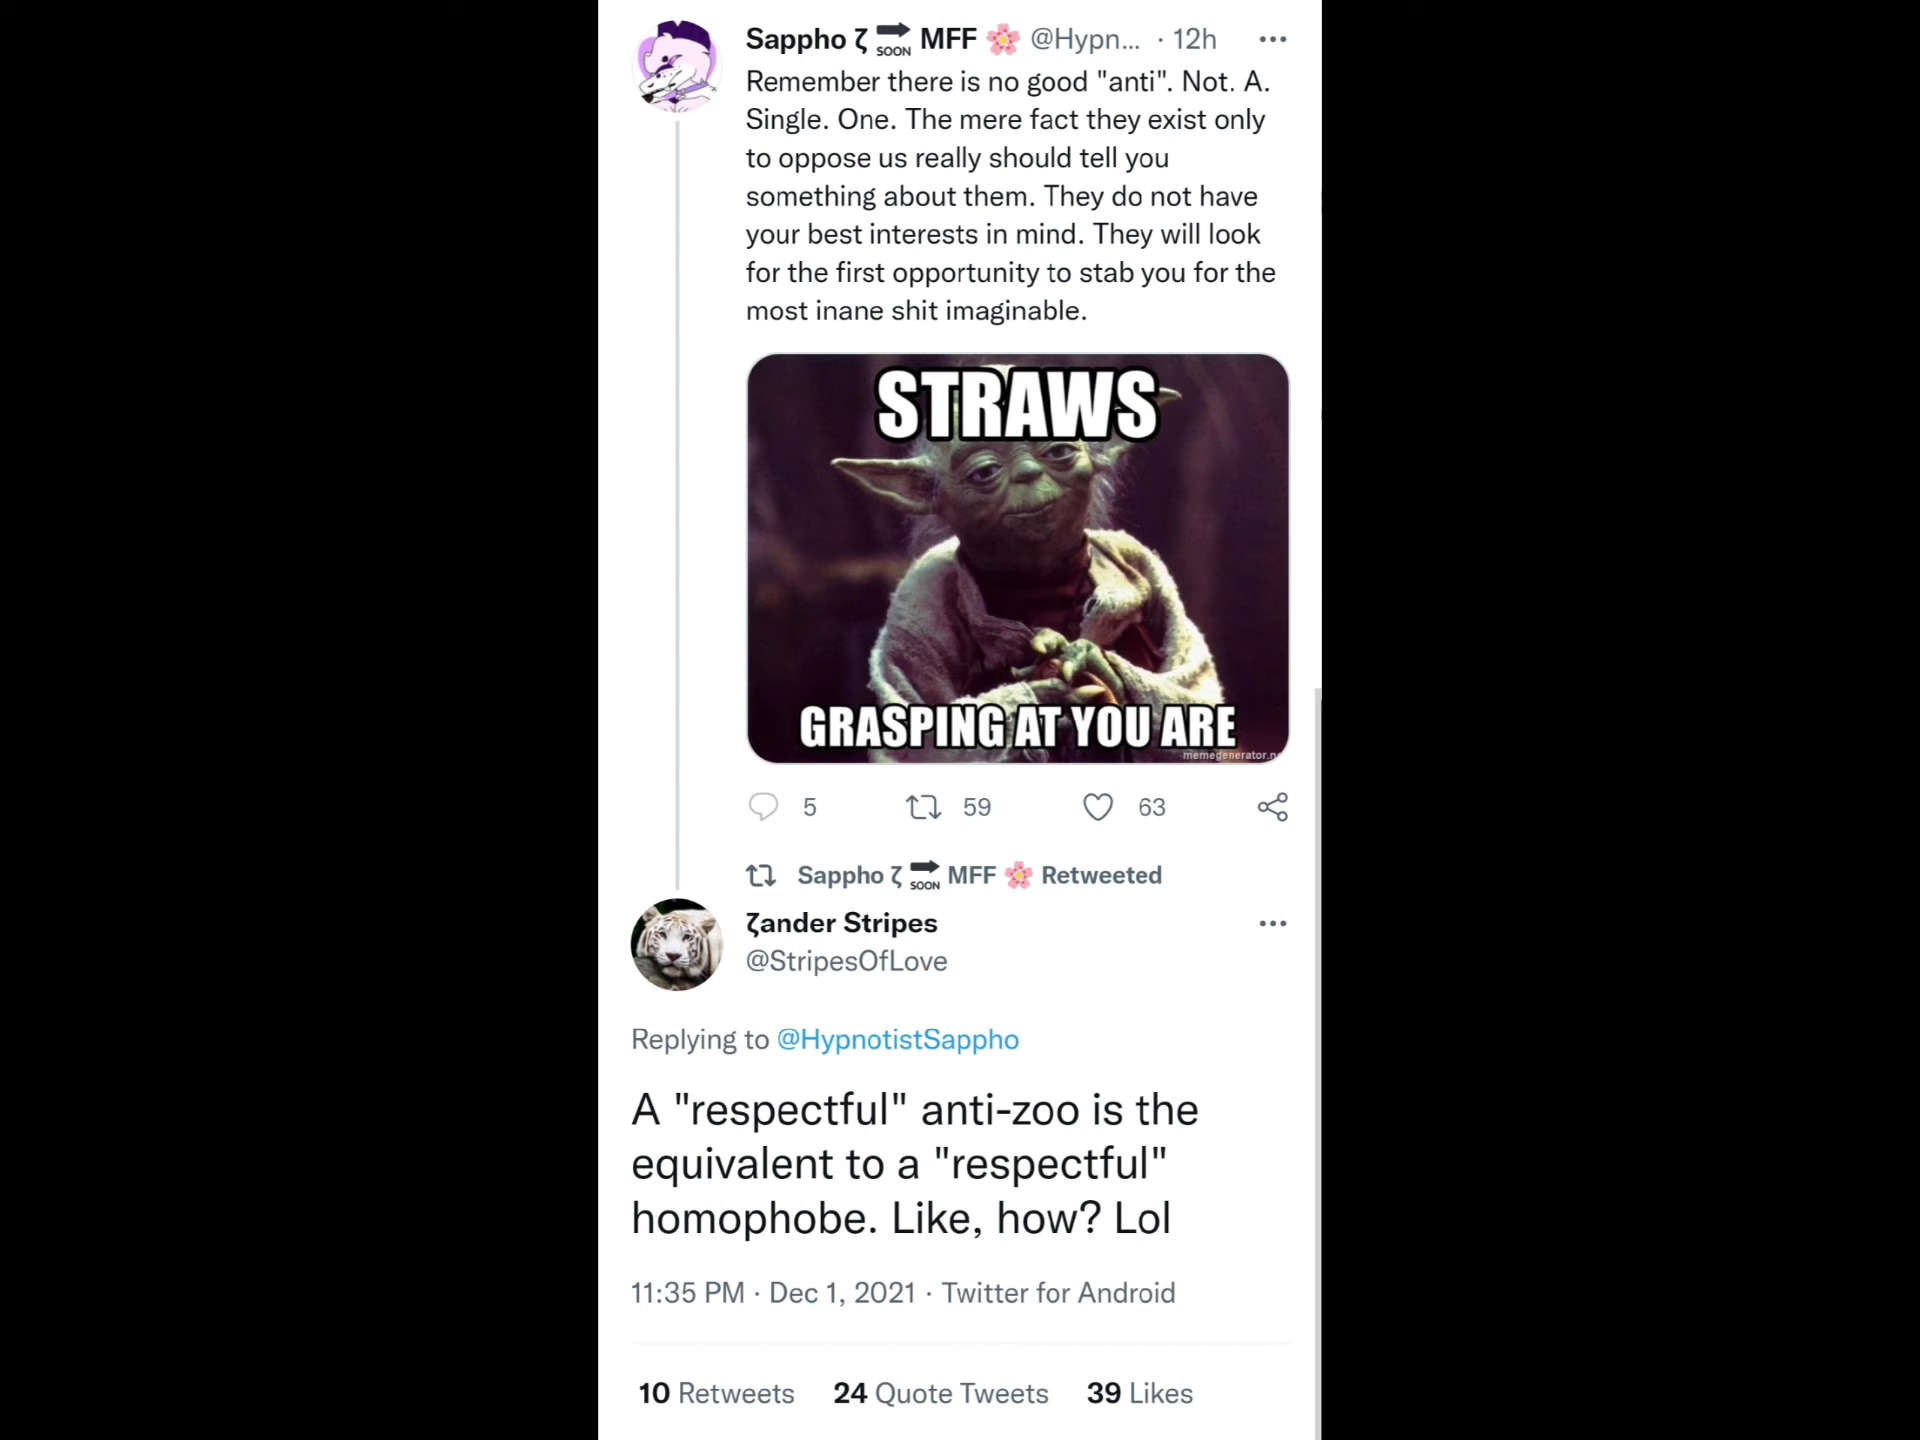 Sappho ζ SOON MFF 🌸 @Hypn... · 12h
Remember there is no good "anti". Not. A.
Single. One. The mere fact they exist only
to oppose us really should tell you
something about them. They do not have
your best interests in mind. They will look
for the first opportunity to stab you for the
most inane shit imaginable.
STRAWS
GRASPING AT YOU ARE
memegenerator.n
5 59 63
Sappho ζ SOON MFF 🌸 Retweeted
ζander Stripes
@StripesOfLove
Replying to @HypnotistSappho
A "respectful" anti-zoo is the
equivalent to a "respectful"
homophobe. Like, how? Lol
11:35 PM · Dec 1, 2021 · Twitter for Android
10 Retweets 24 Quote Tweets 39 Likes